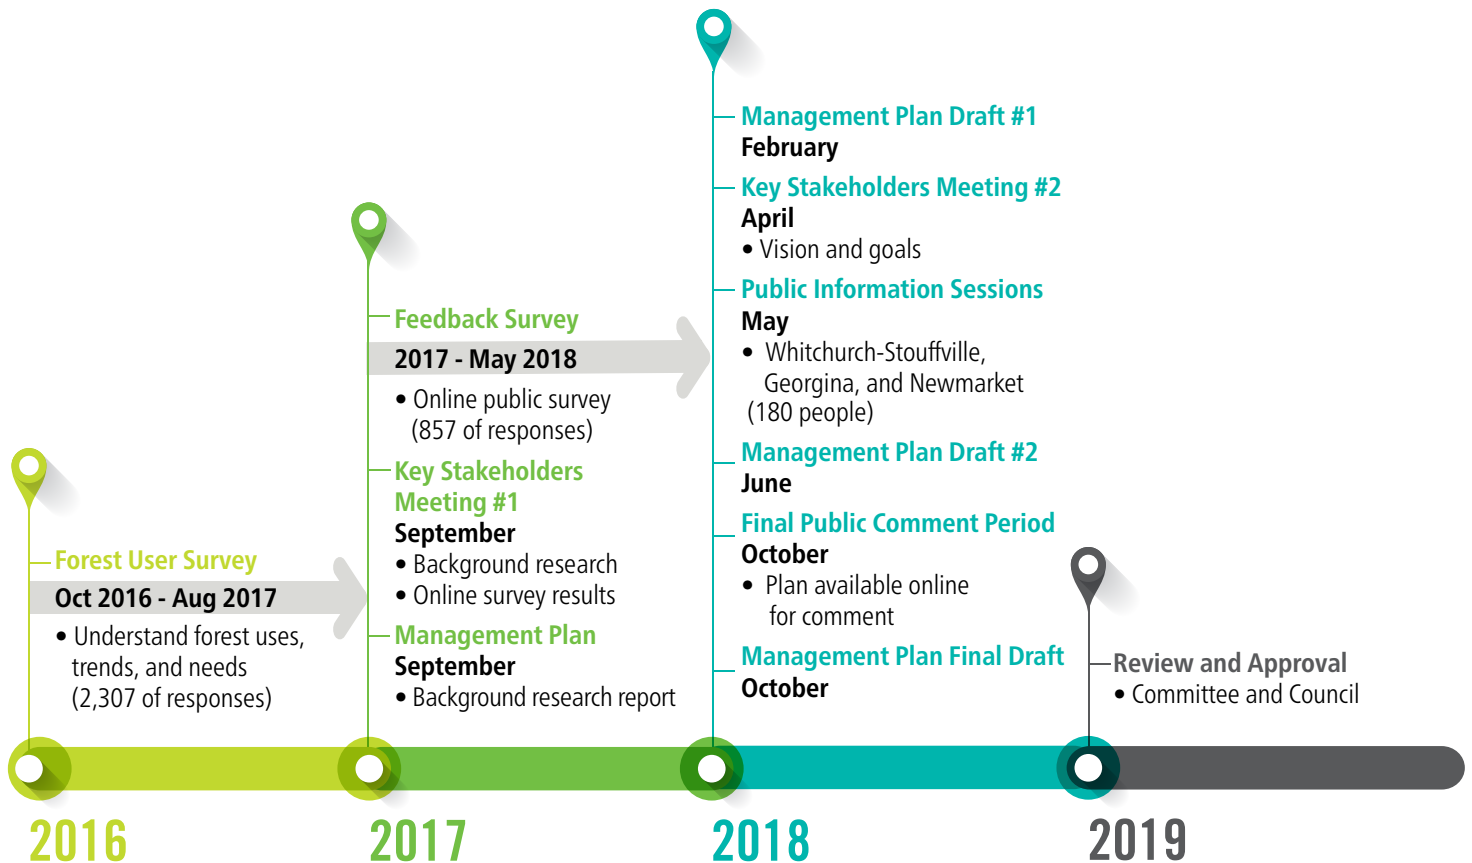 Forest User Survey
Oct 2016 - Aug 2017
• Understand forest uses,
trends, and needs
(2,307 of responses)
Feedback Survey
2017 - May 2018
• Online public survey
(857 of responses)
Key Stakeholders
Meeting #1
September
• Background research
• Online survey results
Management Plan
September
• Background research report
Management Plan Draft #1
February
Key Stakeholders Meeting #2
April
• Vision and goals
Public Information Sessions
May
• Whitchurch-Stouffville,
Georgina, and Newmarket
(180 people)
Management Plan Draft #2
June
Final Public Comment Period
October
• Plan available online
for comment
Management Plan Final Draft
October
Review and Approval
• Committee and Council
2016
2017
2018
2019